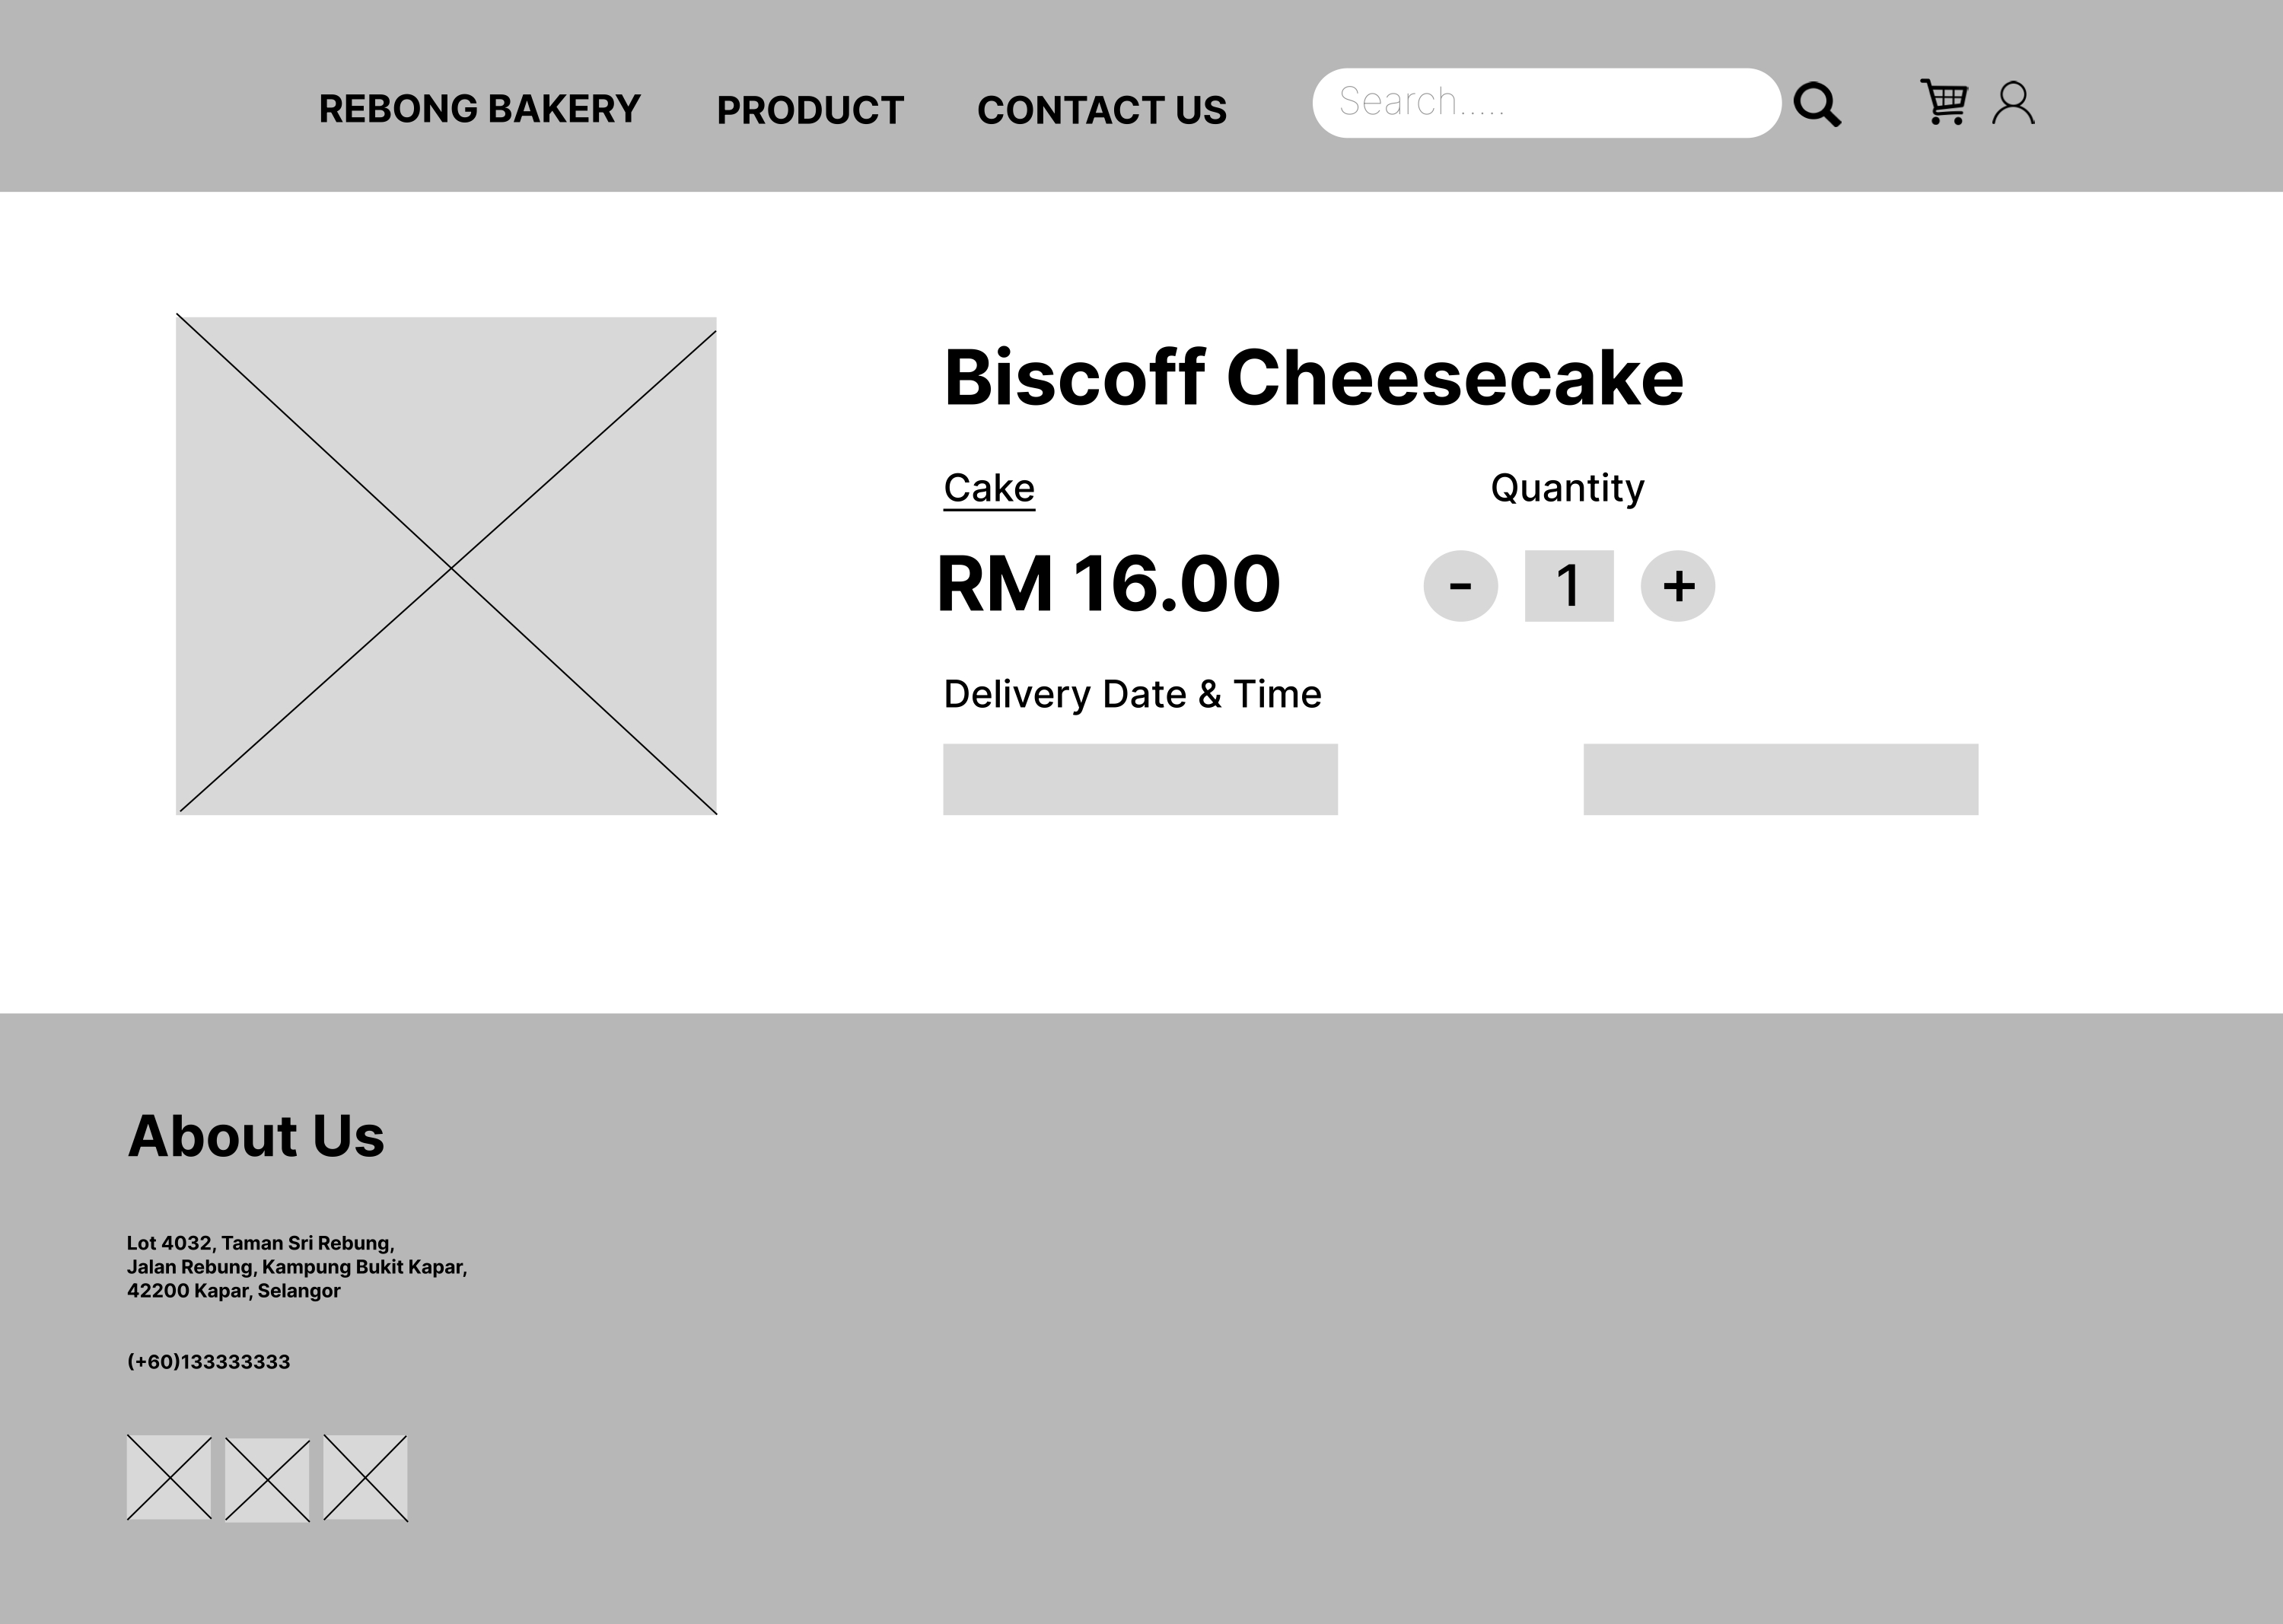 REBONG BAKERY
PRODUCT
CONTACT US
Search.....
Biscoff Cheesecake
Cake
Quantity
RM 16.00
- 1 +
Delivery Date & Time
About Us
Lot 4032, Taman Sri Rebung,
Jalan Rebung, Kampung Bukit Kapar,
42200 Kapar, Selangor
(+60)133333333